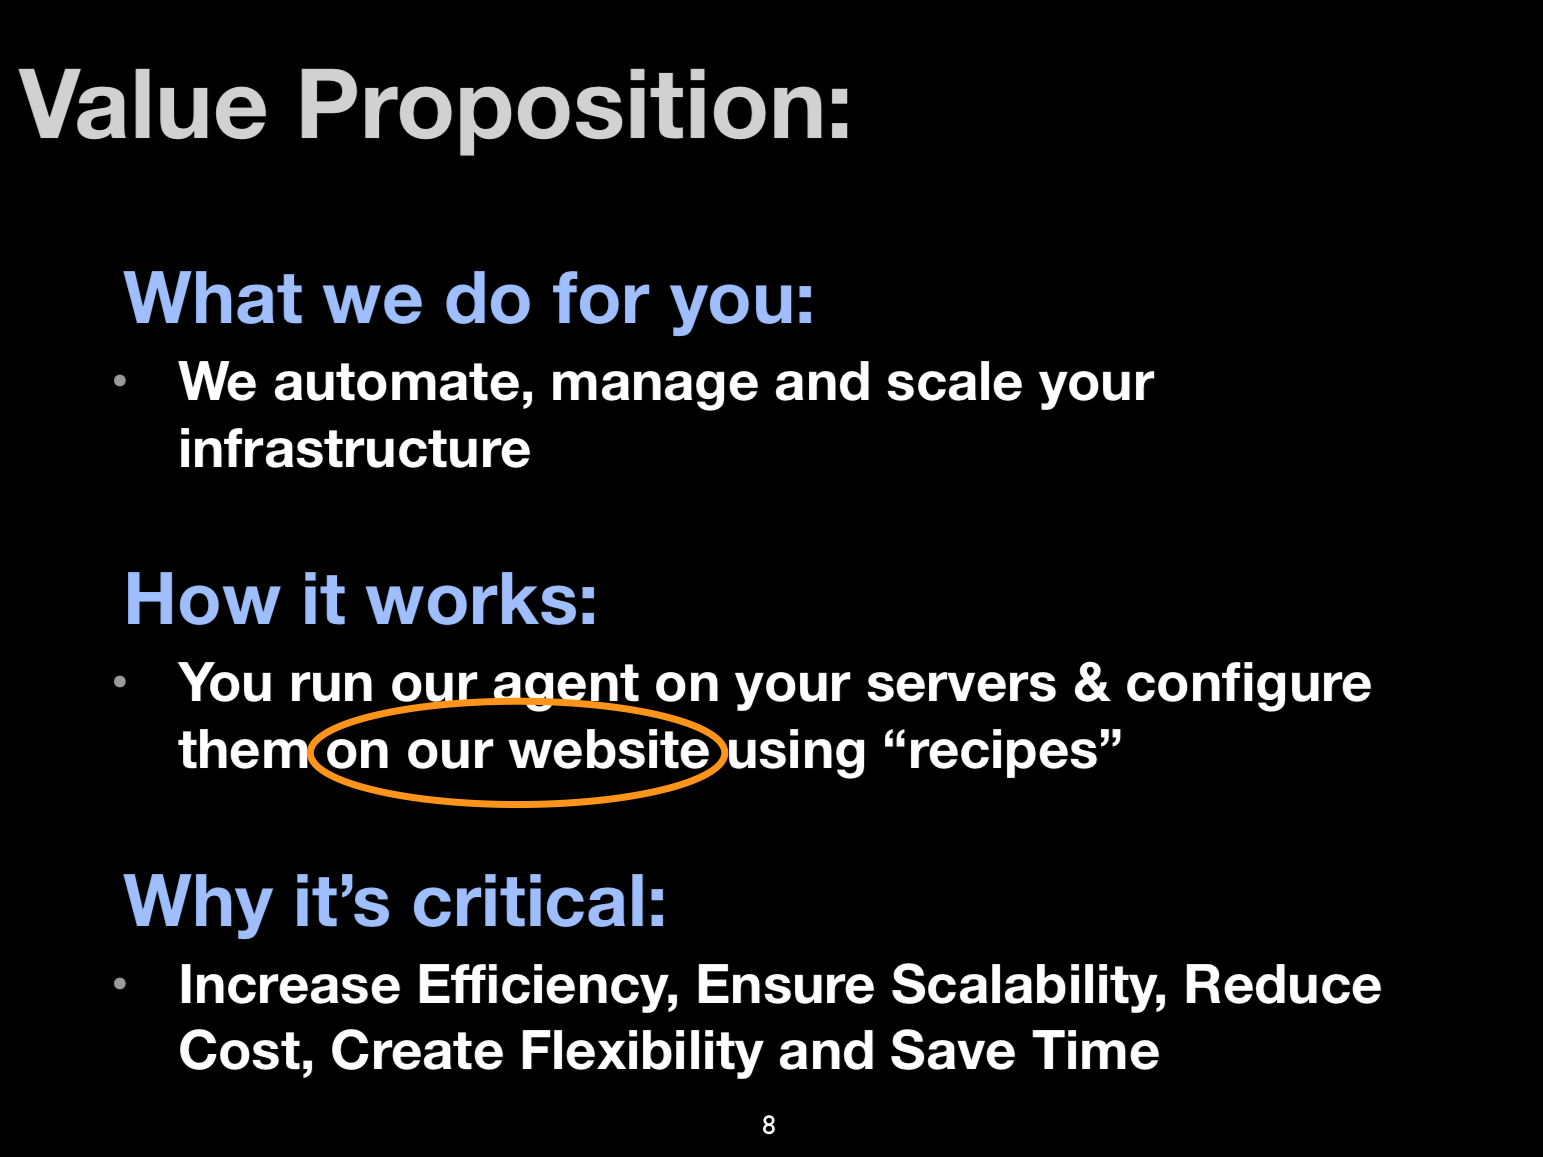 Value Proposition:
What we do for you:
• We automate, manage and scale your
infrastructure
How it works:
• You run our agent on your servers & configure
them on our website using “recipes”
Why it’s critical:
• Increase Efficiency, Ensure Scalability, Reduce
Cost, Create Flexibility and Save Time
8